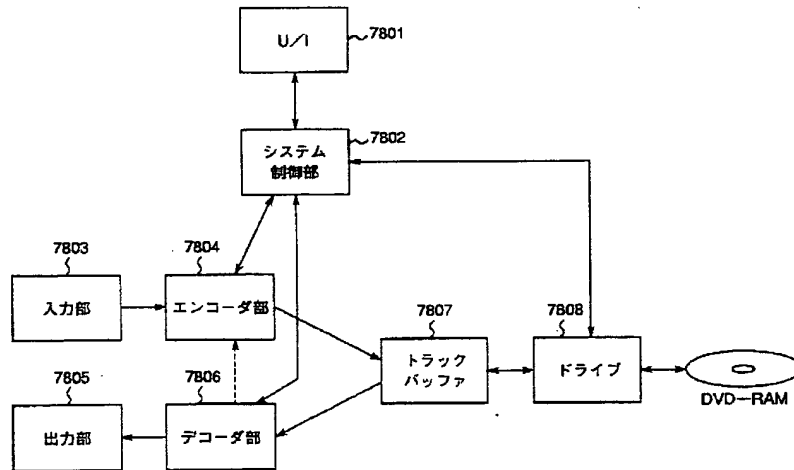 U/I
7801
システム
制御部
7802
7803
入力部
7804
エンコーダ部
7805
出力部
7806
デコーダ部
7807
トラック
バッファ
7808
ドライブ
DVD-RAM